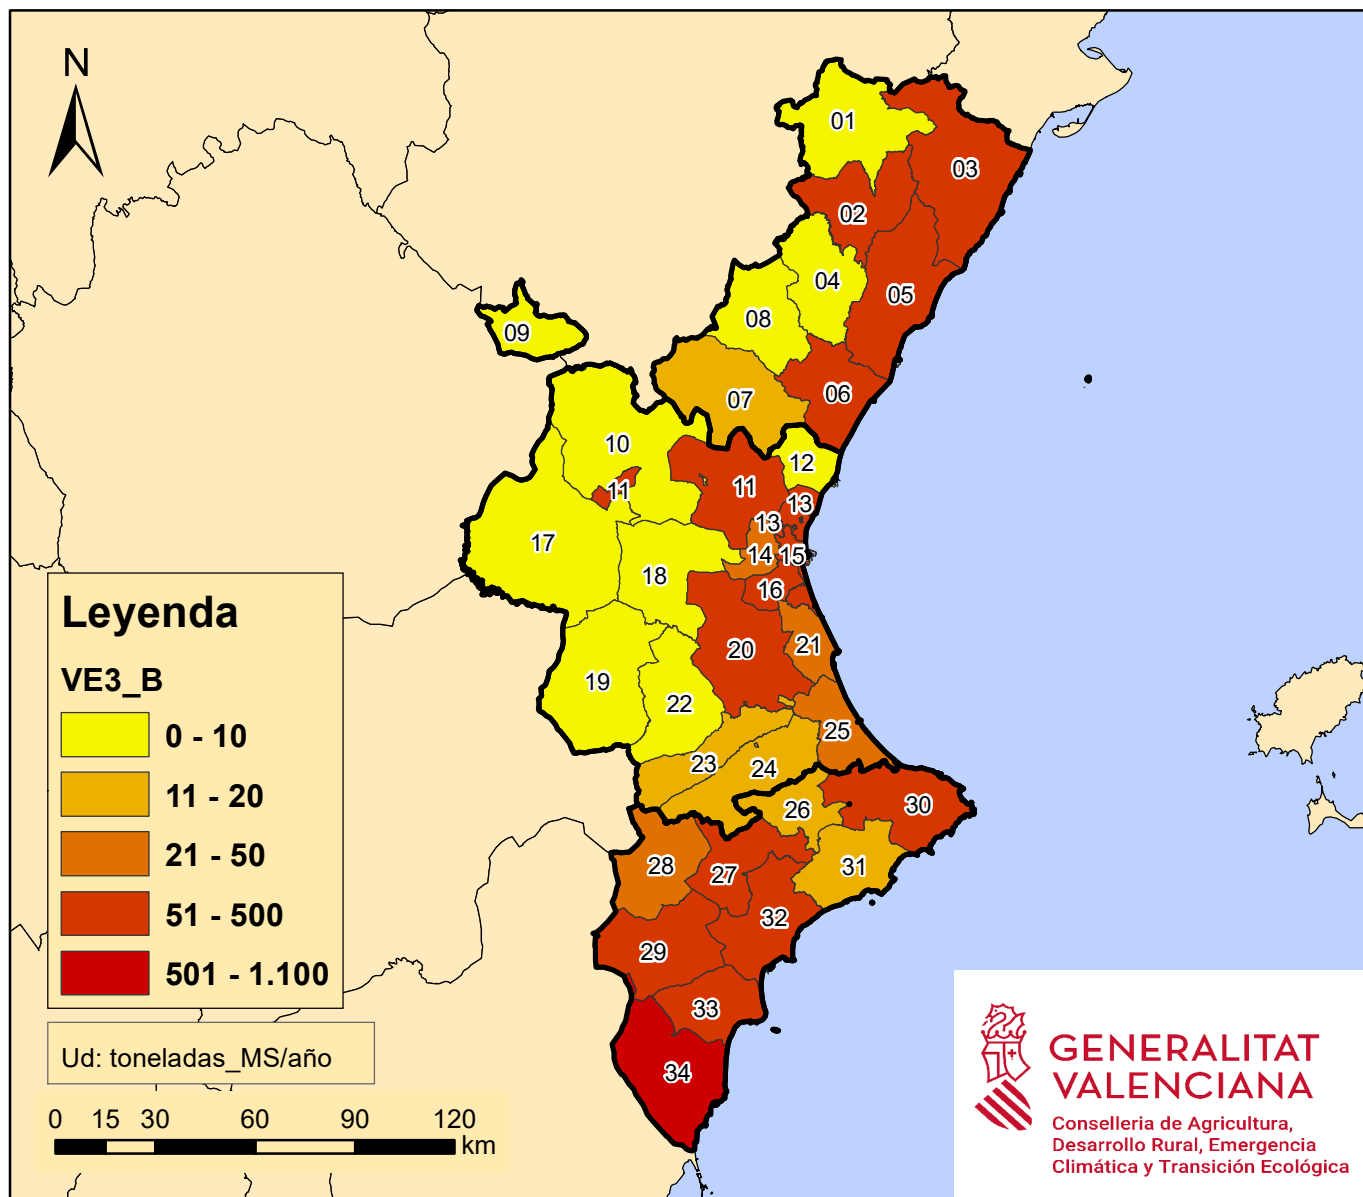 N
01
03
02
04
05
08
09
06
07
10
12
11
11
13
13
17
14
15
18
16
20
21
19
22
25
23
24
26
30
28
27
31
32
29
33
34
Leyenda
VE3_B
0 - 10
11 - 20
21 - 50
51 - 500
501 - 1.100
Ud: toneladas_MS/año
0 15 30 60 90 120
km
GENERALITAT
VALENCIANA
Conselleria de Agricultura,
Desarrollo Rural, Emergencia
Climática y Transición Ecológica